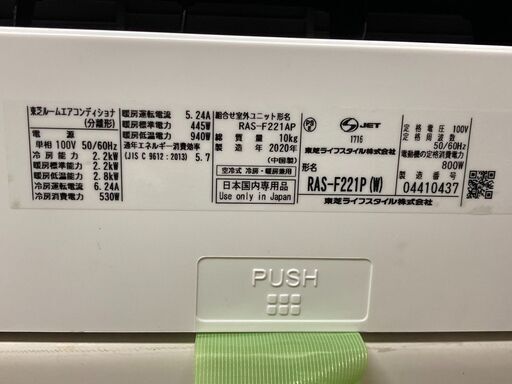 東芝ルームエアコンディショナ
(分離形)
電 源
単相 100V 50/60Hz
冷房能力 2.2kW
暖房能力 2.2kW
暖房低温能力 2.8kW
冷房運転電流 6.24A
冷房消費電力 530W
暖房運転電流 5.24A
暖房標準電力 445W
暖房低温電力 940W
通年エネルギー消費効率
(JIS C 9612:2013) 5.7
組合せ室外ユニット形名
RAS-F221AP
総質量 10kg
製造年 2020年
(中国製)
空冷式 冷房・暖房兼用
日本国内専用品
Use only in Japan
PS
E
JET
1716
東芝ライフスタイル株式会社
形名
RAS-F221P(W)
東芝ライフスタイル株式会社
定格電圧 100V
定格周波数
50/60Hz
電動機の定格消費電力
800W
製造番号
04410437
PUSH